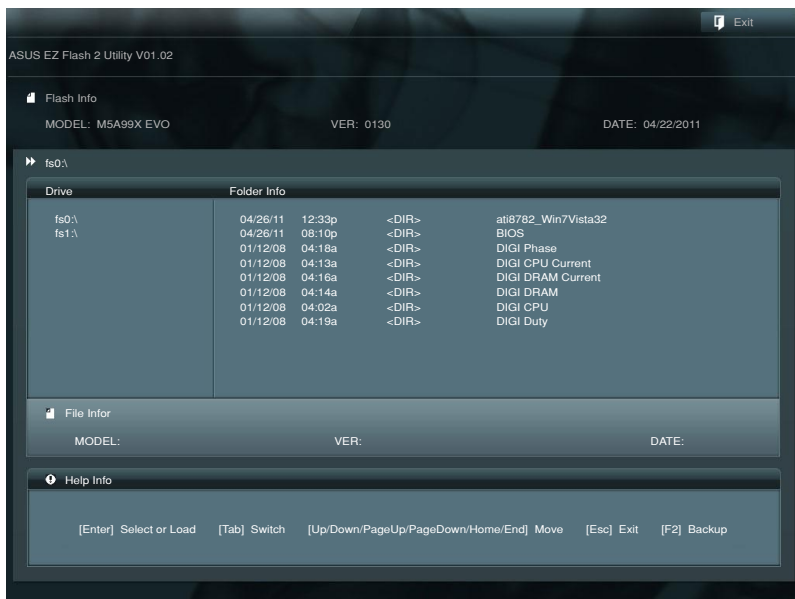 Exit
ASUS EZ Flash 2 Utility V01.02
Flash Info
MODEL: M5A99X EVO VER: 0130 DATE: 04/22/2011
fs0:\
Drive Folder Info
fs0:\ 04/26/11 12:33p <DIR> ati8782_Win7Vista32
fs1:\ 04/26/11 08:10p <DIR> BIOS
01/12/08 04:18a <DIR> DIGI Phase
01/12/08 04:13a <DIR> DIGI CPU Current
01/12/08 04:16a <DIR> DIGI DRAM Current
01/12/08 04:14a <DIR> DIGI DRAM
01/12/08 04:02a <DIR> DIGI CPU
01/12/08 04:19a <DIR> DIGI Duty
File Infor
MODEL: VER: DATE:
Help Info
[Enter] Select or Load [Tab] Switch [Up/Down/PageUp/PageDown/Home/End] Move [Esc] Exit [F2] Backup